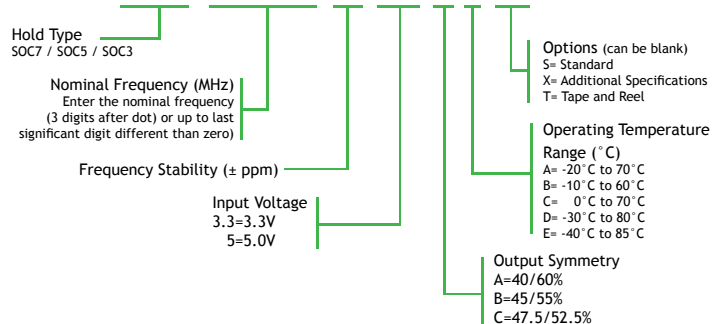 Hold Type
SOC7 / SOC5 / SOC3
Nominal Frequency (MHz)
Enter the nominal frequency
(3 digits after dot) or up to last
significant digit different than zero)
Frequency Stability (± ppm)
Input Voltage
3.3=3.3V
5=5.0V
Options (can be blank)
S= Standard
X= Additional Specifications
T= Tape and Reel
Operating Temperature
Range (°C)
A= -20°C to 70°C
B= -10°C to 60°C
C= 0°C to 70°C
D= -30°C to 80°C
E= -40°C to 85°C
Output Symmetry
A=40/60%
B=45/55%
C=47.5/52.5%